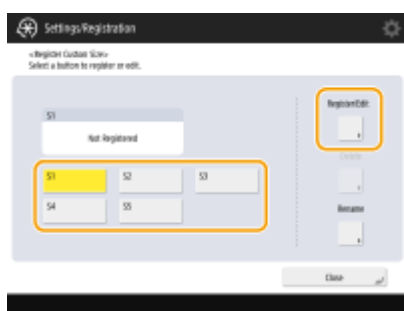 Settings/Registration
<Register Custom Size>
Select a button to register or edit.
S1
Not Registered
Register/Edit
S1
S2
S3
Delete
S4
S5
Rename
Close